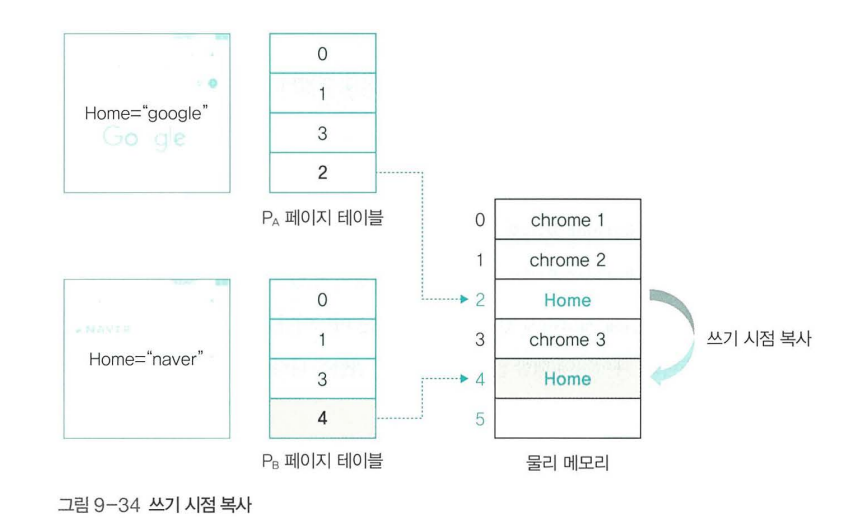 Home="google"
Go gle
0
1
3
2
P_A 페이지 테이블
NAVER
Home="naver"
0
1
3
4
P_B 페이지 테이블
0 chrome 1
1 chrome 2
2 Home
3 chrome 3
4 Home
5
물리 메모리
쓰기 시점 복사
그림 9-34 쓰기 시점 복사